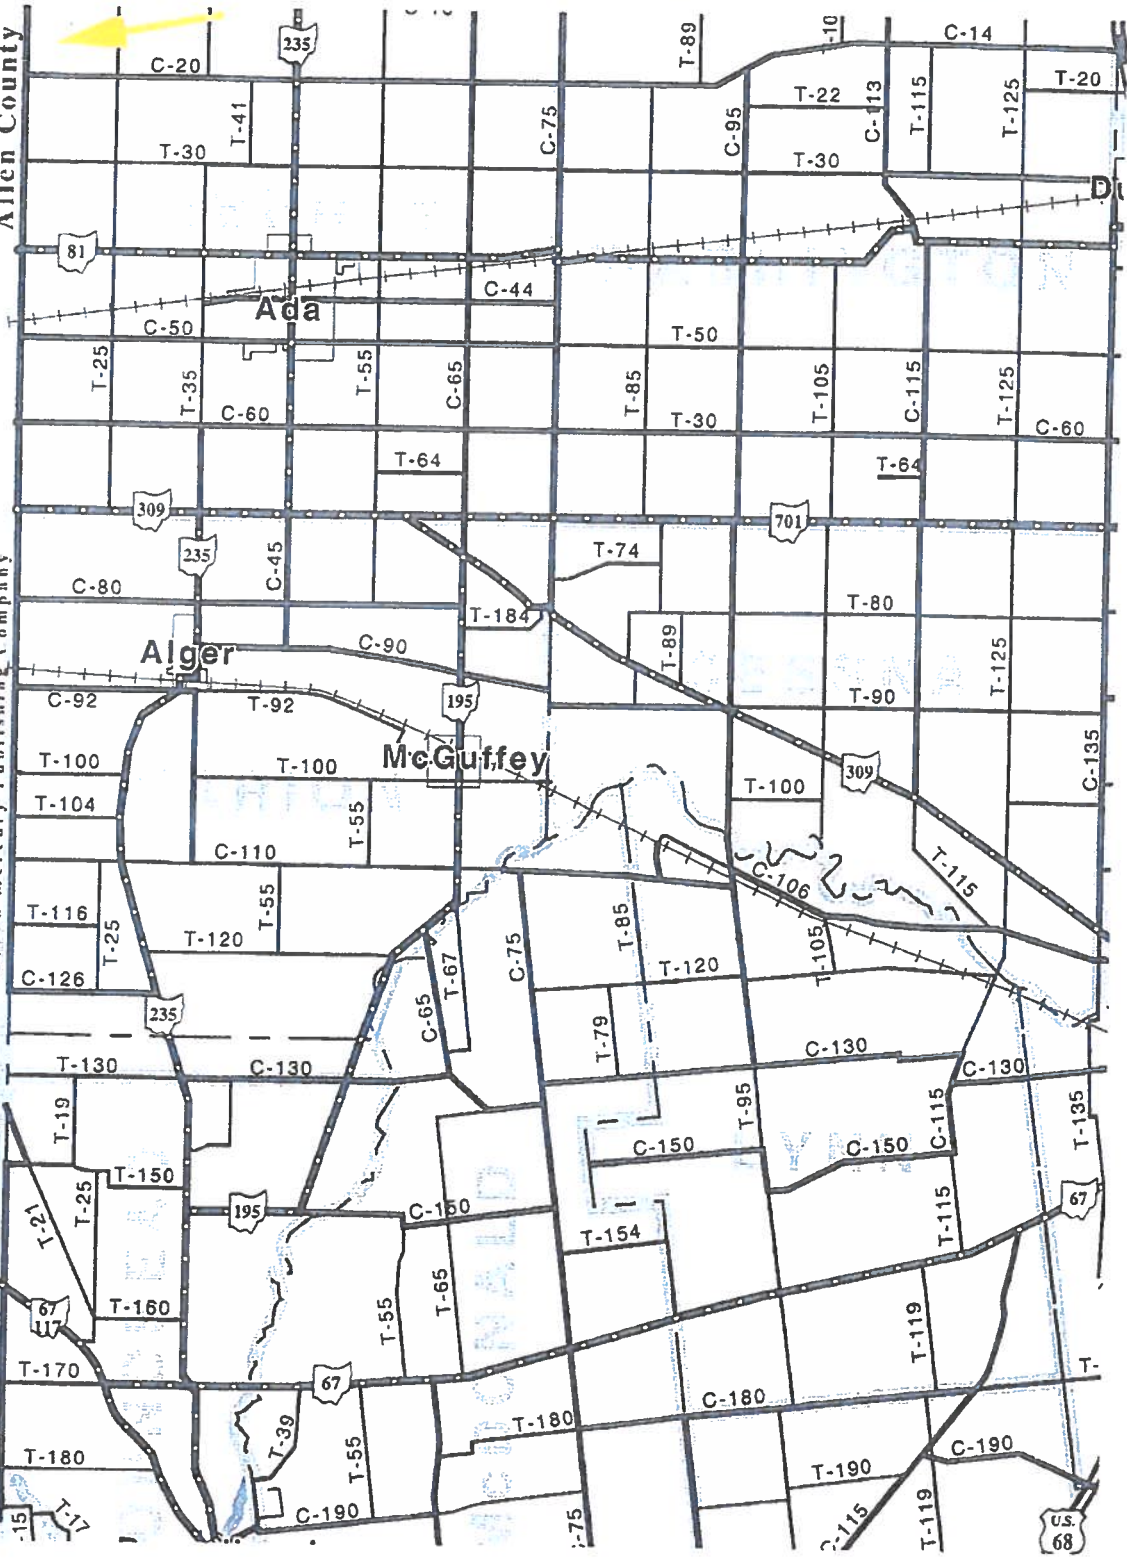 Allen County
235
T-89
C-14
C-20
T-20
T-41
C-75
C-95
T-22
C-113
T-115
T-125
T-30
T-30
81
C-44
Ada
C-50
T-50
T-25
T-35
T-55
C-65
T-85
T-105
C-115
T-125
C-60
T-30
C-60
T-64
T-64
309
701
235
C-45
T-74
C-80
T-80
T-184
T-89
T-125
Alger
C-90
C-92
T-92
195
T-90
C-135
McGuffey
T-100
T-100
309
T-100
T-104
T-55
C-110
T-115
C-106
T-116
T-25
T-55
T-85
T-120
C-75
T-105
T-67
T-120
C-126
C-65
235
T-79
C-130
T-130
C-130
C-130
T-19
T-95
C-115
T-135
C-150
C-150
T-150
T-25
MCDONALD
195
C-150
T-115
67
T-21
T-154
T-65
T-160
67
117
T-55
T-119
T-170
67
C-180
T-180
T-39
C-190
T-180
T-55
T-190
C-190
T-17
T-119
U.S.
68